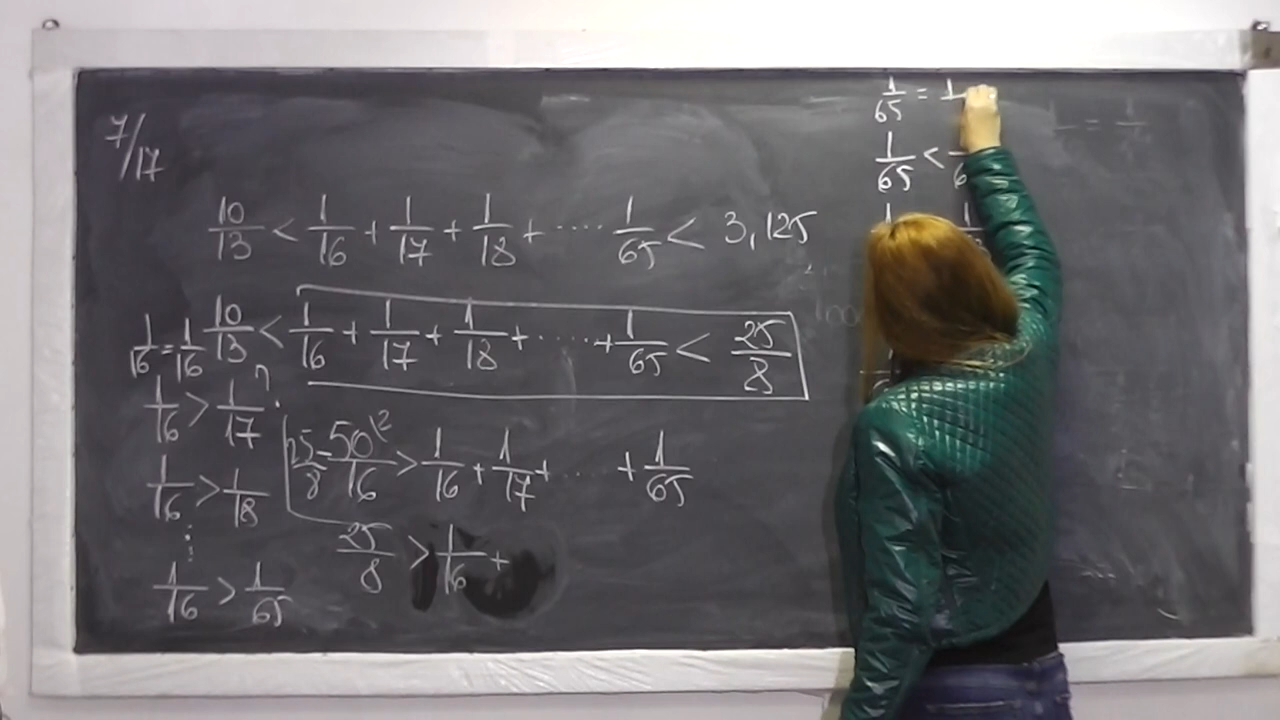 7/17
10/13 < 1/16 + 1/17 + 1/18 + ..... 1/65 < 3,125
10/13 < 1/16 + 1/17 + 1/18 + ...... + 1/65 < 25/8
1/16 = 1/16
1/16 > 1/17
1/16 > 1/18
⋮
1/16 > 1/65
25/8 = 50/16 > 1/16 + 1/17 + .... + 1/65
25/8 > 1/16 +
1/65 = 1
1/65 <